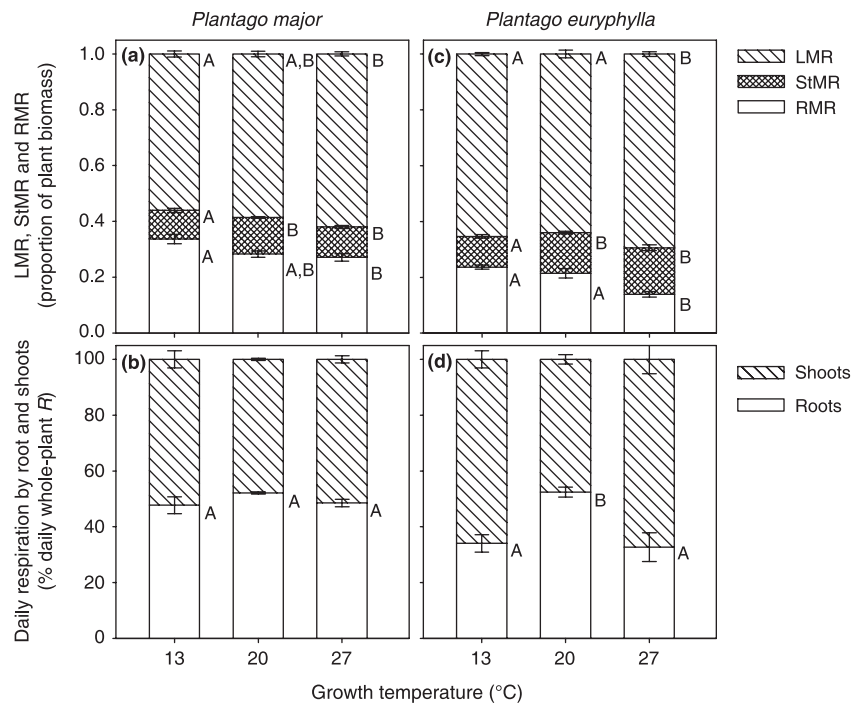 Plantago major
Plantago euryphylla
LMR, StMR and RMR
(proportion of plant biomass)
1.0
0.8
0.6
0.4
0.2
0.0
(a)
A
A,B
B
A
B
B
A
A,B
B
(c)
A
A
B
A
B
B
A
A
B
LMR
StMR
RMR
Daily respiration by root and shoots
(% daily whole-plant R)
100
80
60
40
20
0
(b)
A
A
A
(d)
A
B
A
Shoots
Roots
13
20
27
13
20
27
Growth temperature (°C)